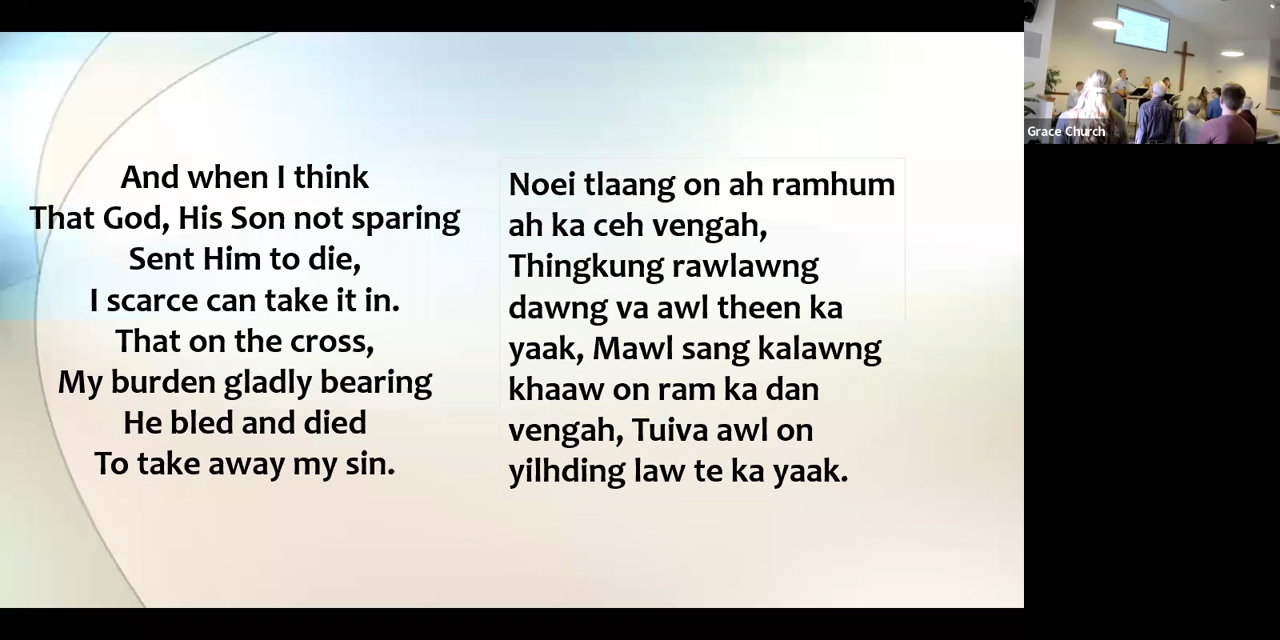 And when I think
That God, His Son not sparing
Sent Him to die,
I scarce can take it in.
That on the cross,
My burden gladly bearing
He bled and died
To take away my sin.
Noei tlaang on ah ramhum
ah ka ceh vengah,
Thingkung rawlawng
dawng va awl theen ka
yaak, Mawl sang kalawng
khaaw on ram ka dan
vengah, Tuiva awl on
yilhding law te ka yaak.
Grace Church